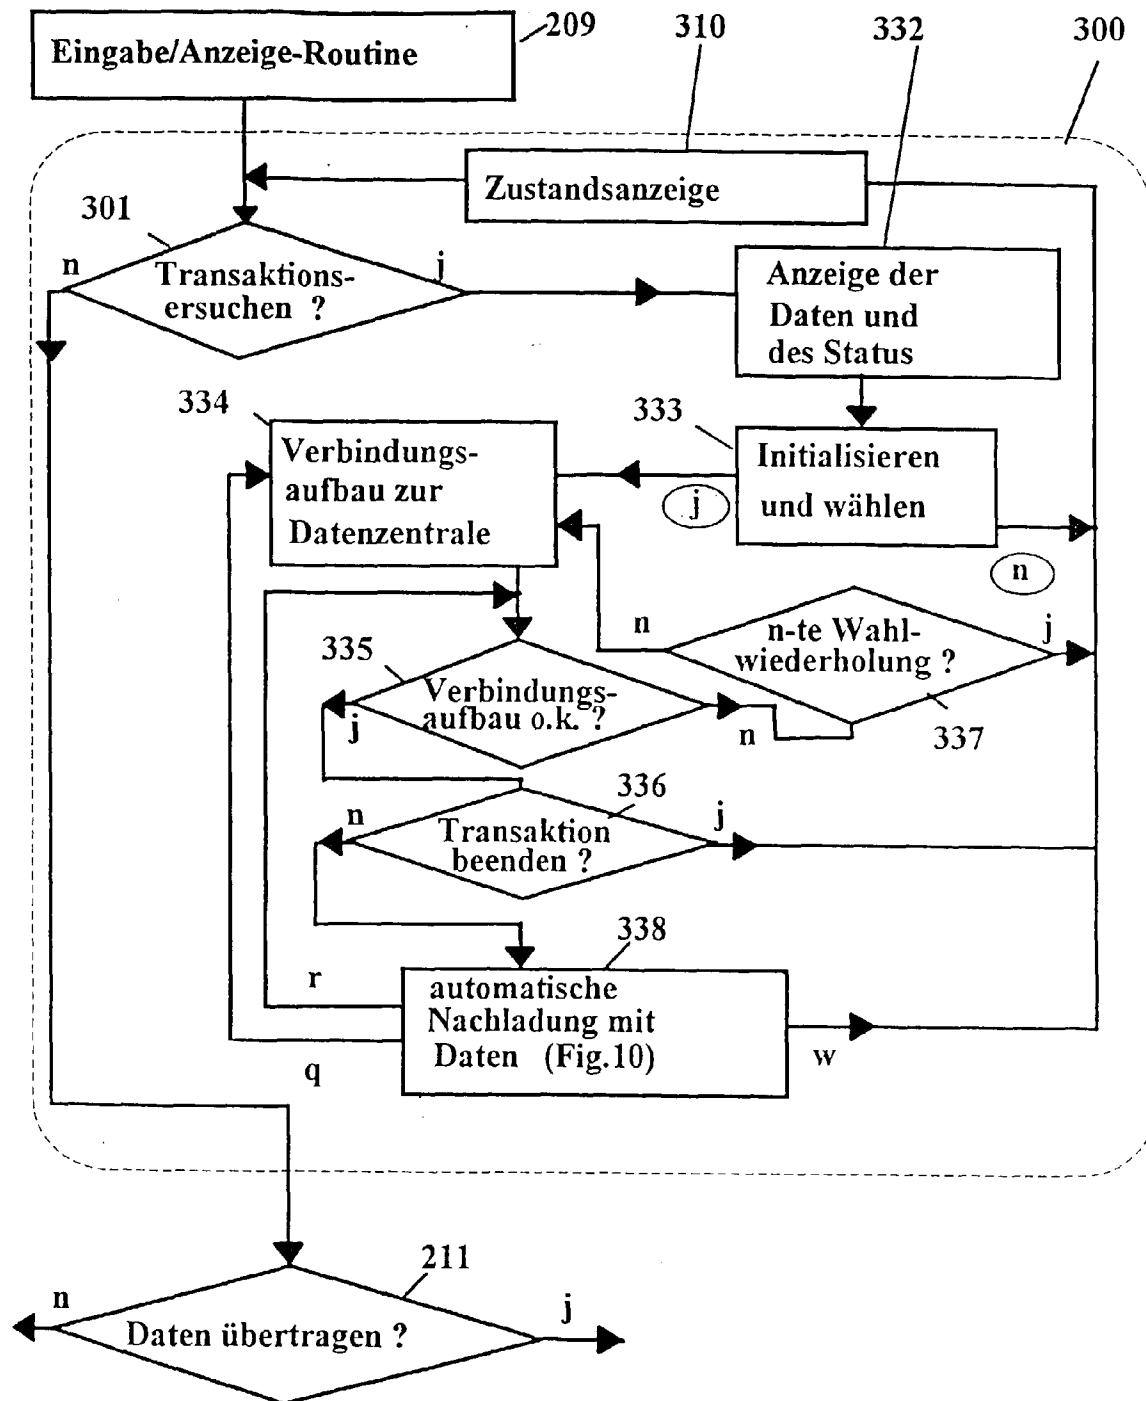 209
310
332
300
Eingabe/Anzeige-Routine
Zustandsanzeige
301
n
j
Transaktions-
ersuchen ?
Anzeige der
Daten und
des Status
334
333
Verbindungs-
aufbau zur
Datenzentrale
Initialisieren
und wählen
j
n
n
n-te Wahl-
wiederholung ?
j
335
Verbindungs-
aufbau o.k. ?
j
n
337
336
n
j
Transaktion
beenden ?
338
r
automatische
Nachladung mit
Daten (Fig.10)
q
w
211
n
j
Daten übertragen ?